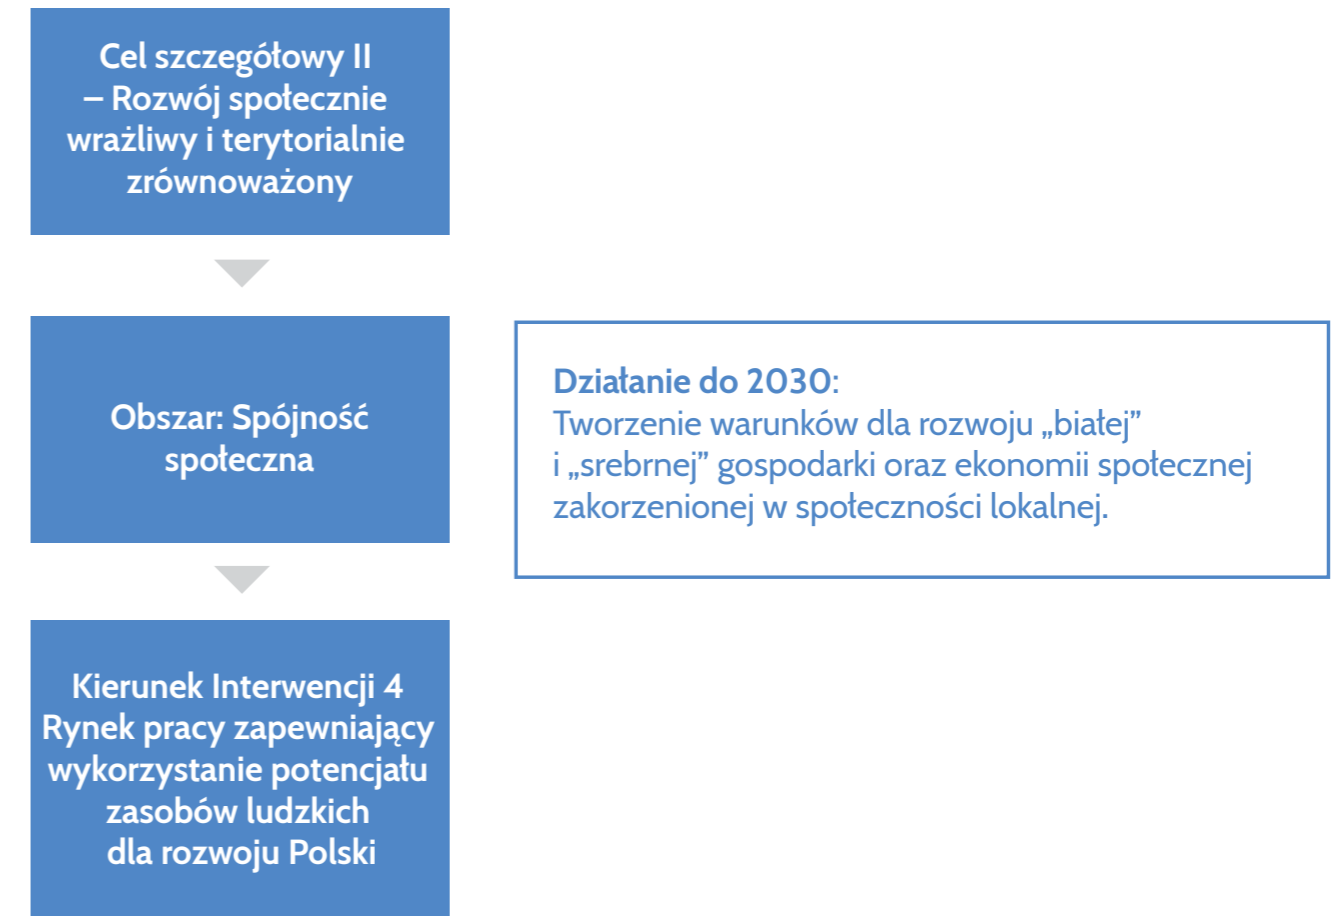 Cel szczegółowy II
– Rozwój społecznie
wrażliwy i terytorialnie
zrównoważony
Obszar: Spójność
społeczna
Działanie do 2030:
Tworzenie warunków dla rozwoju „białej”
i „srebrnej” gospodarki oraz ekonomii społecznej
zakorzenionej w społeczności lokalnej.
Kierunek Interwencji 4
Rynek pracy zapewniający
wykorzystanie potencjału
zasobów ludzkich
dla rozwoju Polski